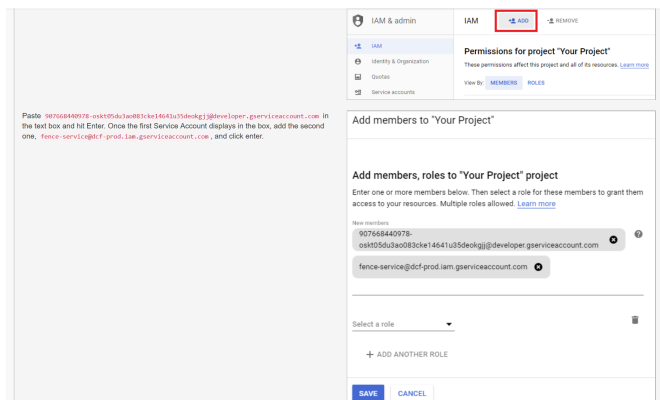 IAM & admin
IAM
ADD
REMOVE
IAM
Identity & Organization
Quotas
Service accounts
Permissions for project "Your Project"
These permissions affect this project and all of its resources. Learn more
View By: MEMBERS ROLES
Paste 907668440978-oskt05du3ao083cke14641u35deokgjj@developer.gserviceaccount.com in
the text box and hit Enter. Once the first Service Account displays in the box, add the second
one, fence-service@dcf-prod.iam.gserviceaccount.com, and click enter.
Add members to "Your Project"
Add members, roles to "Your Project" project
Enter one or more members below. Then select a role for these members to grant them
access to your resources. Multiple roles allowed. Learn more
New members
907668440978-
oskt05du3ao083cke14641u35deokgjj@developer.gserviceaccount.com
fence-service@dcf-prod.iam.gserviceaccount.com
Select a role
+ ADD ANOTHER ROLE
SAVE CANCEL